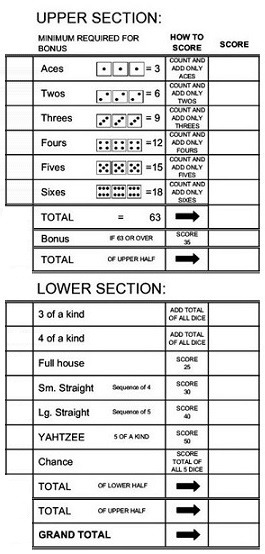 UPPER SECTION:
MINIMUM REQUIRED FOR BONUS HOW TO SCORE SCORE
Aces = 3 COUNT AND ADD ONLY ACES
Twos = 6 COUNT AND ADD ONLY TWOS
Threes = 9 COUNT AND ADD ONLY THREES
Fours =12 COUNT AND ADD ONLY FOURS
Fives =15 COUNT AND ADD ONLY FIVES
Sixes =18 COUNT AND ADD ONLY SIXES
TOTAL = 63
Bonus IF 63 OR OVER SCORE 35
TOTAL OF UPPER HALF
LOWER SECTION:
3 of a kind ADD TOTAL OF ALL DICE
4 of a kind ADD TOTAL OF ALL DICE
Full house SCORE 25
Sm. Straight Sequence of 4 SCORE 30
Lg. Straight Sequence of 5 SCORE 40
YAHTZEE 5 OF A KIND SCORE 50
Chance SCORE TOTAL OF ALL 5 DICE
TOTAL OF LOWER HALF
TOTAL OF UPPER HALF
GRAND TOTAL